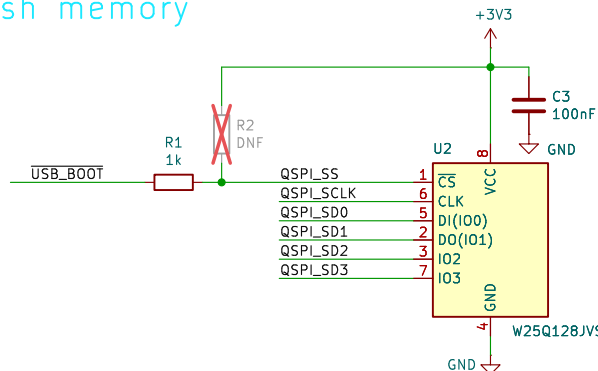 sh memory
+3V3
C3
100nF
GND
R2
DNF
R1
1k
USB_BOOT
U2
8
VCC
QSPI_SS
1
CS
QSPI_SCLK
6
CLK
QSPI_SD0
5
DI(IO0)
QSPI_SD1
2
DO(IO1)
QSPI_SD2
3
IO2
QSPI_SD3
7
IO3
GND
4
W25Q128JVS
GND